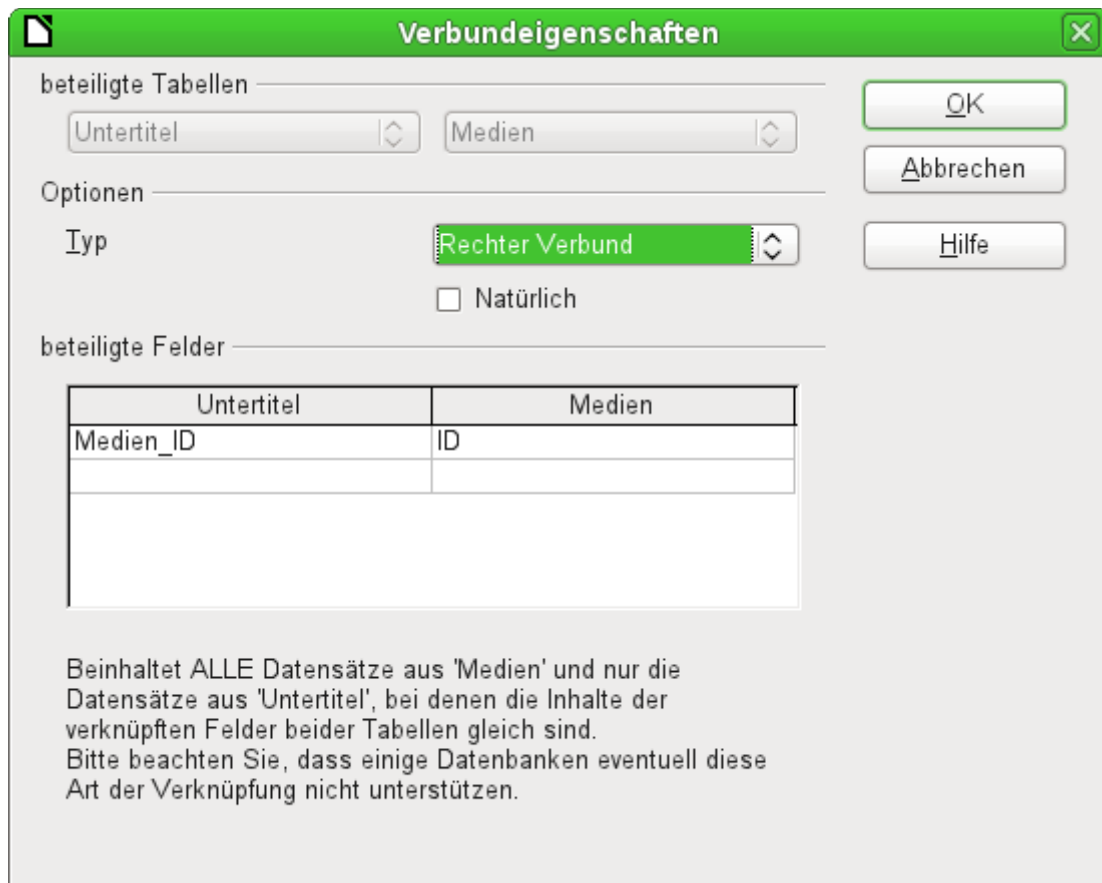 Verbundeigenschaften
beteiligte Tabellen
Untertitel
Medien
OK
Abbrechen
Optionen
Typ
Rechter Verbund
Hilfe
Natürlich
beteiligte Felder
Untertitel Medien
Medien_ID ID
Beinhaltet ALLE Datensätze aus 'Medien' und nur die
Datensätze aus 'Untertitel', bei denen die Inhalte der
verknüpften Felder beider Tabellen gleich sind.
Bitte beachten Sie, dass einige Datenbanken eventuell diese
Art der Verknüpfung nicht unterstützen.